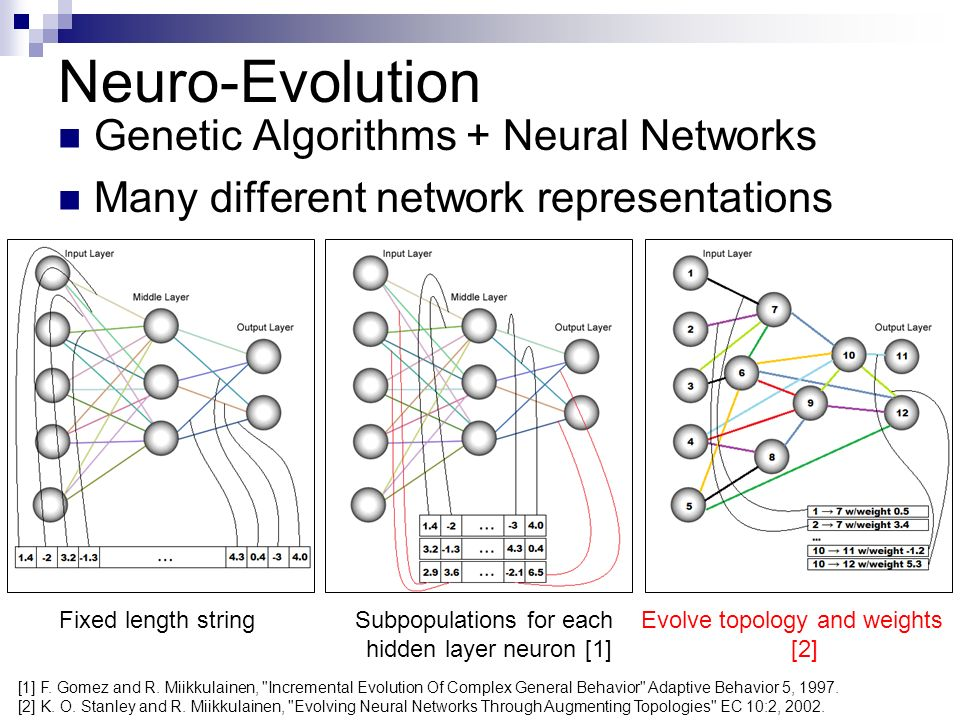 Neuro-Evolution
Genetic Algorithms + Neural Networks
Many different network representations
Input Layer
Middle Layer
Output Layer
1.4 -2 3.2 -1.3 . . . 4.3 0.4 -3 4.0
Fixed length string
Input Layer
Middle Layer
Output Layer
1.4 -2 . . . -3 4.0
3.2 -1.3 . . . 4.3 0.4
2.9 3.6 . . . -2.1 6.5
Subpopulations for each
hidden layer neuron [1]
Input Layer
1
7
2
Output Layer
10
11
6
3
9
12
4
8
5
1 → 7 w/weight 0.5
2 → 7 w/weight 3.4
...
10 → 11 w/weight -1.2
10 → 12 w/weight 5.3
Evolve topology and weights
[2]
[1] F. Gomez and R. Miikkulainen, "Incremental Evolution Of Complex General Behavior" Adaptive Behavior 5, 1997.
[2] K. O. Stanley and R. Miikkulainen, "Evolving Neural Networks Through Augmenting Topologies" EC 10:2, 2002.